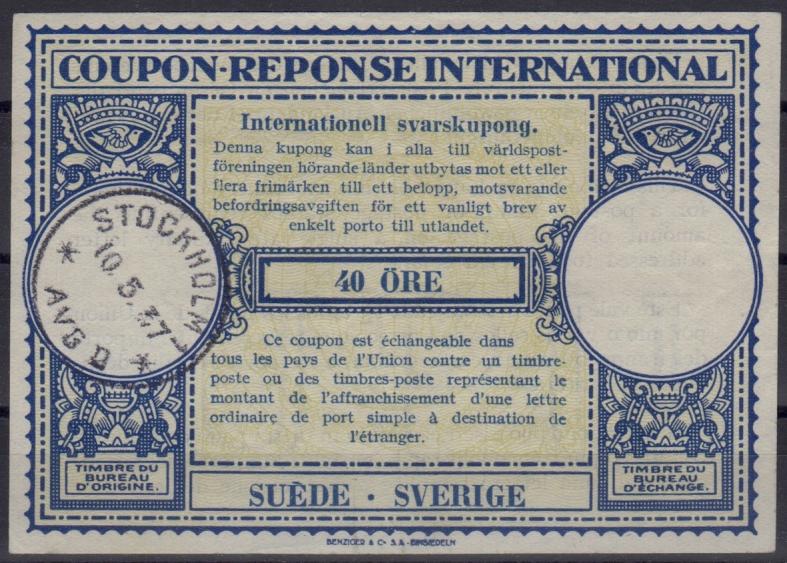 COUPON-REPONSE INTERNATIONAL
Internationell svarskupong.
Denna kupong kan i alla till världspost-
föreningen hörande länder utbytas mot ett eller
flera frimärken till ett belopp, motsvarande
befordringsavgiften för ett vanligt brev av
enkelt porto till utlandet.
STOCKHOLM 1
10.5.37
AVG D
40 ÖRE
Ce coupon est échangeable dans
tous les pays de l'Union contre un timbre-
poste ou des timbres-poste représentant le
montant de l'affranchissement d'une lettre
ordinaire de port simple à destination de
l'étranger.
TIMBRE DU
BUREAU
D'ORIGINE.
TIMBRE DU
BUREAU
D'ÉCHANGE.
SUÈDE · SVERIGE
BENZIGER & Co S.A. EINSIEDELN